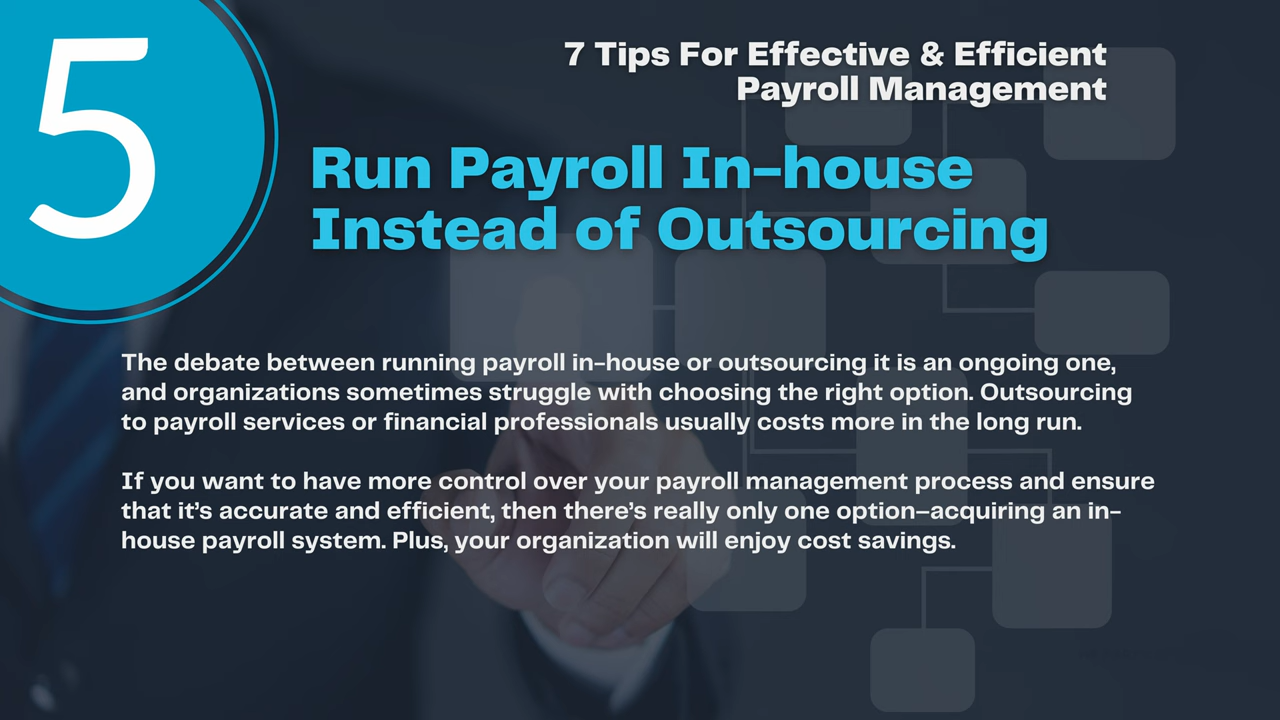 5
7 Tips For Effective & Efficient
Payroll Management
Run Payroll In-house
Instead of Outsourcing
The debate between running payroll in-house or outsourcing it is an ongoing one,
and organizations sometimes struggle with choosing the right option. Outsourcing
to payroll services or financial professionals usually costs more in the long run.
If you want to have more control over your payroll management process and ensure
that it’s accurate and efficient, then there’s really only one option—acquiring an in-
house payroll system. Plus, your organization will enjoy cost savings.